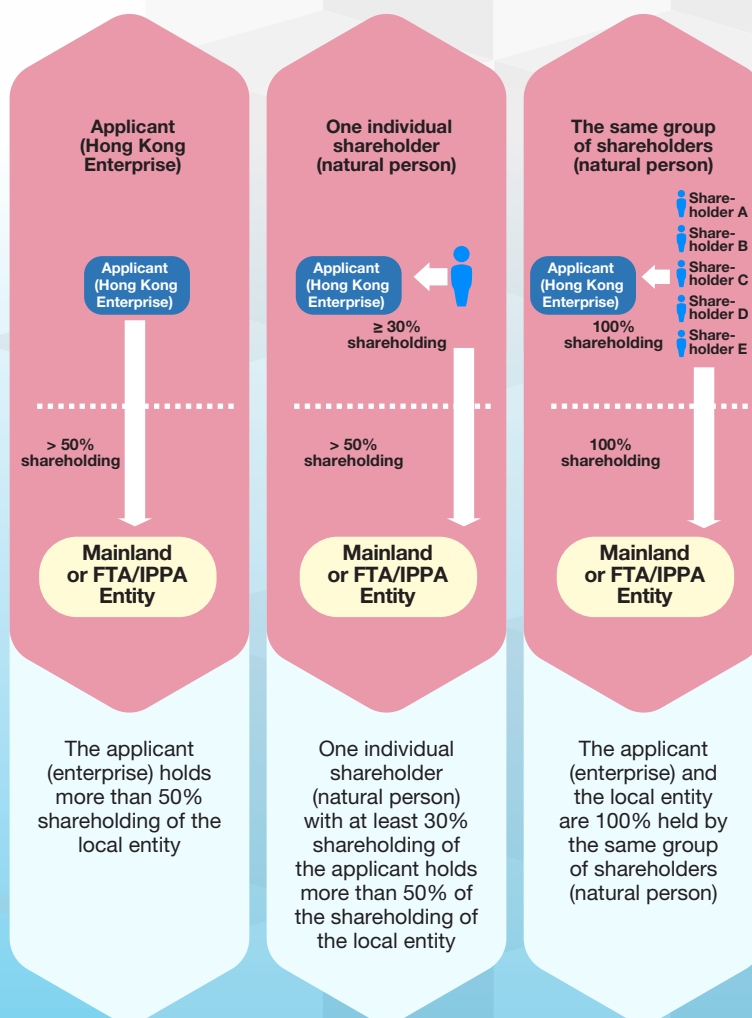 Applicant
(Hong Kong
Enterprise)
Applicant
(Hong Kong
Enterprise)
> 50%
shareholding
Mainland
or FTA/IPPA
Entity
The applicant
(enterprise) holds
more than 50%
shareholding of the
local entity
One individual
shareholder
(natural person)
Applicant
(Hong Kong
Enterprise)
≥ 30%
shareholding
> 50%
shareholding
Mainland
or FTA/IPPA
Entity
One individual
shareholder
(natural person)
with at least 30%
shareholding of
the applicant holds
more than 50% of
the shareholding of
the local entity
The same group
of shareholders
(natural person)
Share-
holder A
Share-
holder B
Share-
holder C
Share-
holder D
Share-
holder E
Applicant
(Hong Kong
Enterprise)
100%
shareholding
100%
shareholding
Mainland
or FTA/IPPA
Entity
The applicant
(enterprise) and
the local entity
are 100% held by
the same group
of shareholders
(natural person)